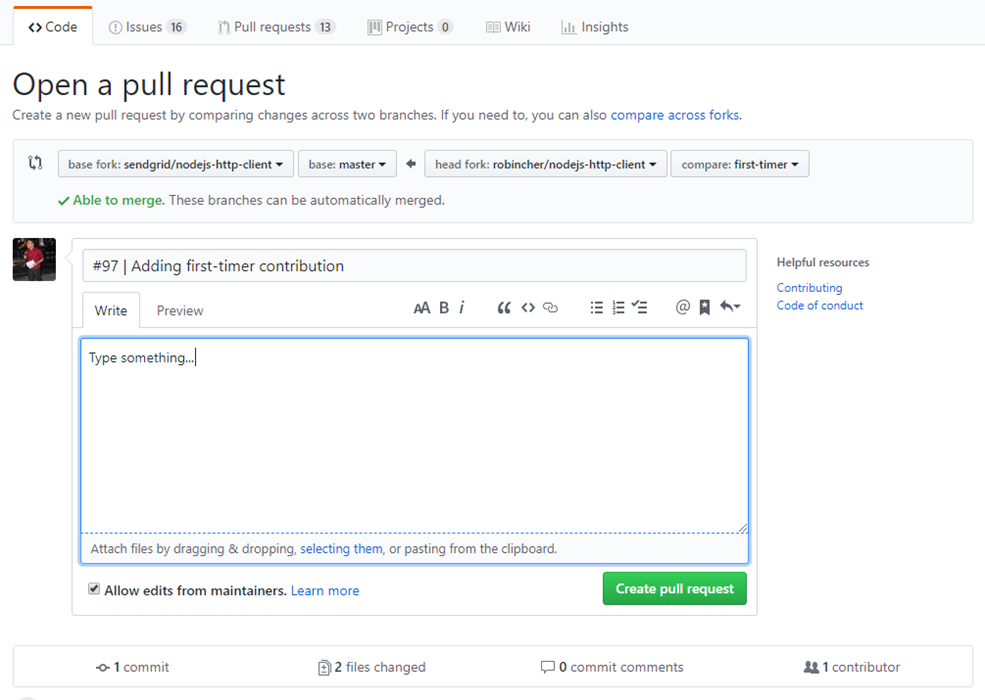 Code Issues 16 Pull requests 13 Projects 0 Wiki Insights
Open a pull request
Create a new pull request by comparing changes across two branches. If you need to, you can also compare across forks.
base fork: sendgrid/nodejs-http-client base: master head fork: robincher/nodejs-http-client compare: first-timer
Able to merge. These branches can be automatically merged.
#97 | Adding first-timer contribution
Write Preview AA B i
Type something...
Attach files by dragging & dropping, selecting them, or pasting from the clipboard.
Allow edits from maintainers. Learn more Create pull request
Helpful resources
Contributing
Code of conduct
1 commit 2 files changed 0 commit comments 1 contributor